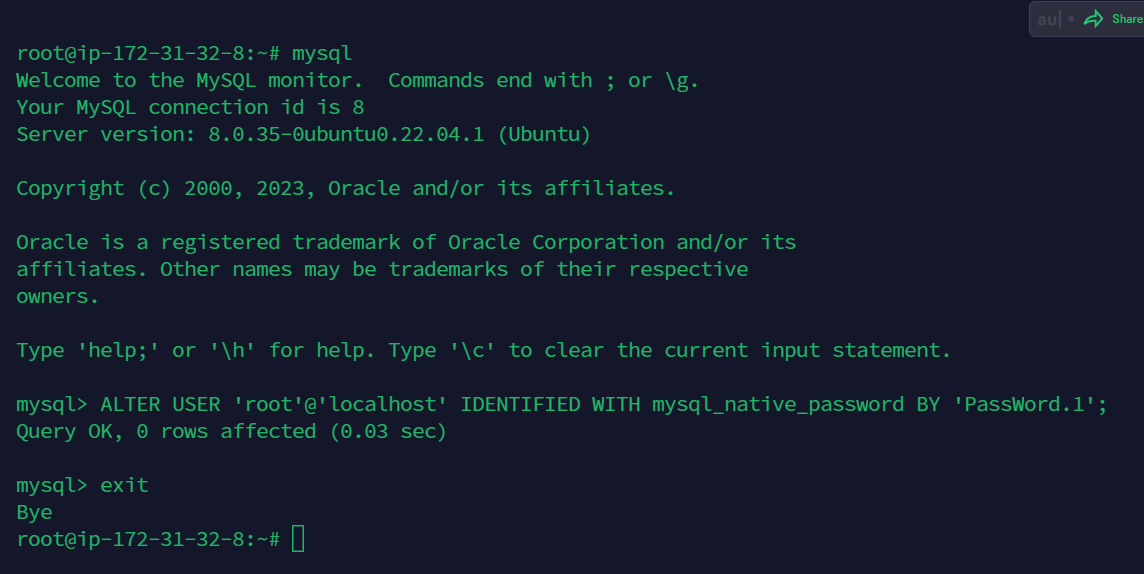 au| • Share
root@ip-172-31-32-8:~# mysql
Welcome to the MySQL monitor.  Commands end with ; or \g.
Your MySQL connection id is 8
Server version: 8.0.35-0ubuntu0.22.04.1 (Ubuntu)
Copyright (c) 2000, 2023, Oracle and/or its affiliates.
Oracle is a registered trademark of Oracle Corporation and/or its
affiliates. Other names may be trademarks of their respective
owners.
Type 'help;' or '\h' for help. Type '\c' to clear the current input statement.
mysql> ALTER USER 'root'@'localhost' IDENTIFIED WITH mysql_native_password BY 'PassWord.1';
Query OK, 0 rows affected (0.03 sec)
mysql> exit
Bye
root@ip-172-31-32-8:~#